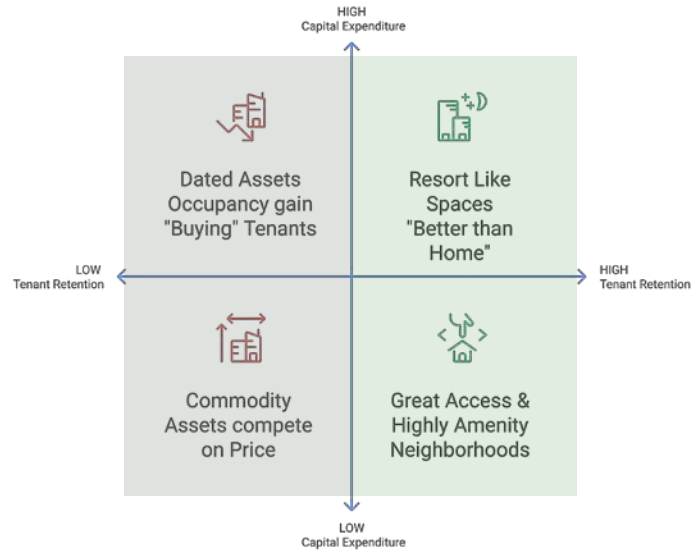 HIGH
Capital Expenditure
Dated Assets
Occupancy gain
"Buying" Tenants
Resort Like
Spaces
"Better than
Home"
LOW
Tenant Retention
HIGH
Tenant Retention
Commodity
Assets compete
on Price
Great Access &
Highly Amenity
Neighborhoods
LOW
Capital Expenditure